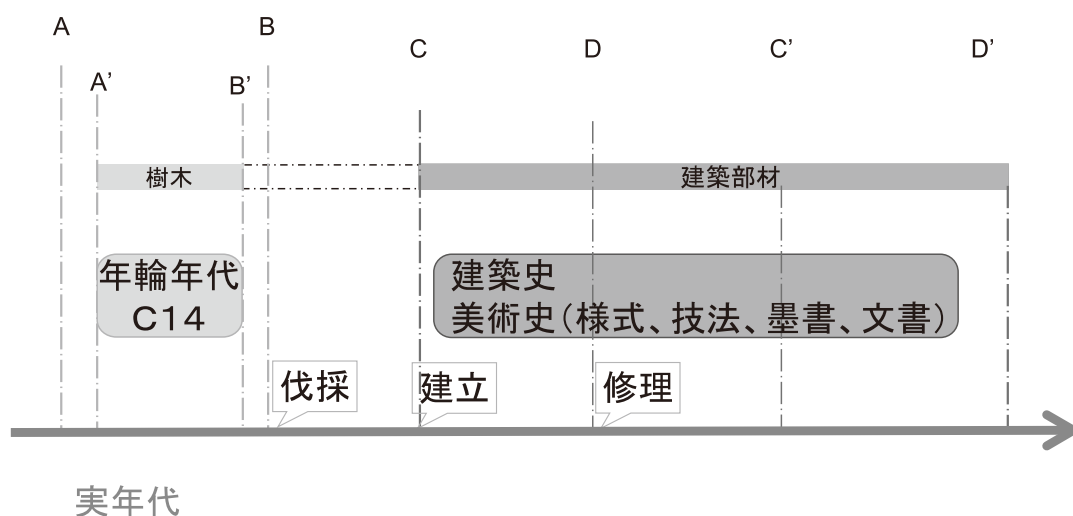 A
B
C
D
C’
D’
A’
B’
樹木
建築部材
年輪年代
C14
建築史
美術史(様式、技法、墨書、文書)
伐採
建立
修理
実年代